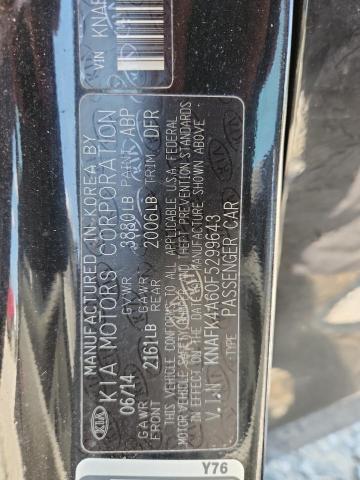 VIN KNAF
MANUFACTURED IN KOREA BY
KIA KIA MOTORS CORPORATION
06/14 GVWR 3880LB PAINT ABP
GAWR FRONT 2161LB GAWR REAR 2006LB TRIM DFR
THIS VEHICLE CONFORMS TO ALL APPLICABLE U.S.A. FEDERAL
MOTOR VEHICLE SAFETY BUMPER AND THEFT PREVENTION STANDARDS
IN EFFECT ON THE DATE OF MANUFACTURE SHOWN ABOVE
V.I.N KNAFK4A60F5299643
TYPE PASSENGER CAR
Y76